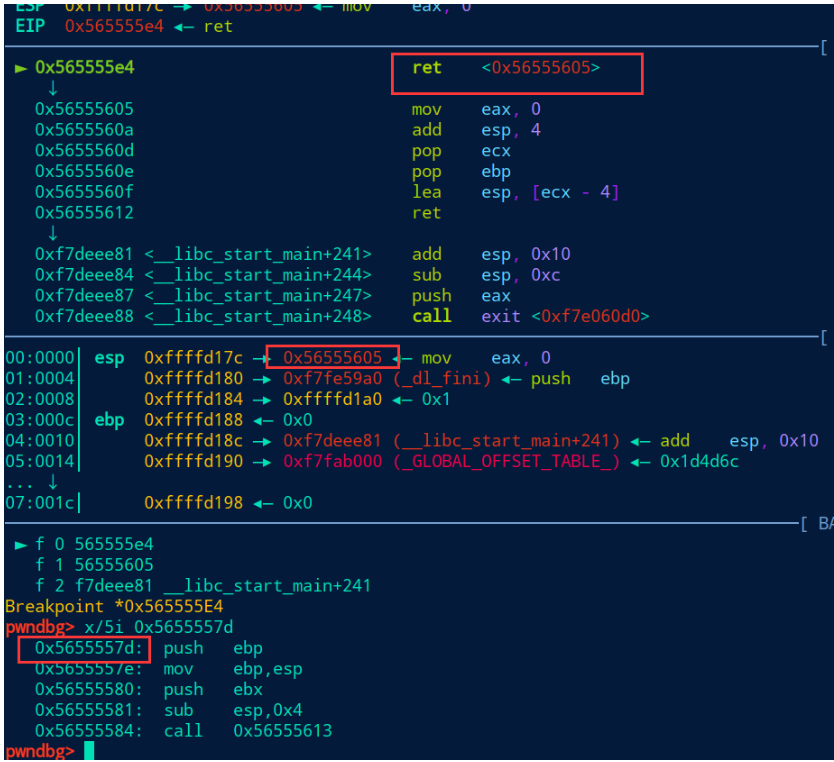 ESP 0xffffd17c —▸ 0x56555605 ◂— mov eax, 0
EIP 0x565555e4 ◂— ret
[
► 0x565555e4 ret <0x56555605>
↓
0x56555605 mov eax, 0
0x5655560a add esp, 4
0x5655560d pop ecx
0x5655560e pop ebp
0x5655560f lea esp, [ecx - 4]
0x56555612 ret
↓
0xf7deee81 <__libc_start_main+241> add esp, 0x10
0xf7deee84 <__libc_start_main+244> sub esp, 0xc
0xf7deee87 <__libc_start_main+247> push eax
0xf7deee88 <__libc_start_main+248> call exit <0xf7e060d0>
[
00:0000│ esp 0xffffd17c —▸ 0x56555605 ◂— mov eax, 0
01:0004│ 0xffffd180 —▸ 0xf7fe59a0 (_dl_fini) ◂— push ebp
02:0008│ 0xffffd184 —▸ 0xffffd1a0 ◂— 0x1
03:000c│ ebp 0xffffd188 ◂— 0x0
04:0010│ 0xffffd18c —▸ 0xf7deee81 (__libc_start_main+241) ◂— add esp, 0x10
05:0014│ 0xffffd190 —▸ 0xf7fab000 (_GLOBAL_OFFSET_TABLE_) ◂— 0x1d4d6c
... ↓
07:001c│ 0xffffd198 ◂— 0x0
[ BA
► f 0 565555e4
f 1 56555605
f 2 f7deee81 __libc_start_main+241
Breakpoint *0x565555E4
pwndbg> x/5i 0x5655557d
0x5655557d: push ebp
0x5655557e: mov ebp,esp
0x56555580: push ebx
0x56555581: sub esp,0x4
0x56555584: call 0x56555613
pwndbg>